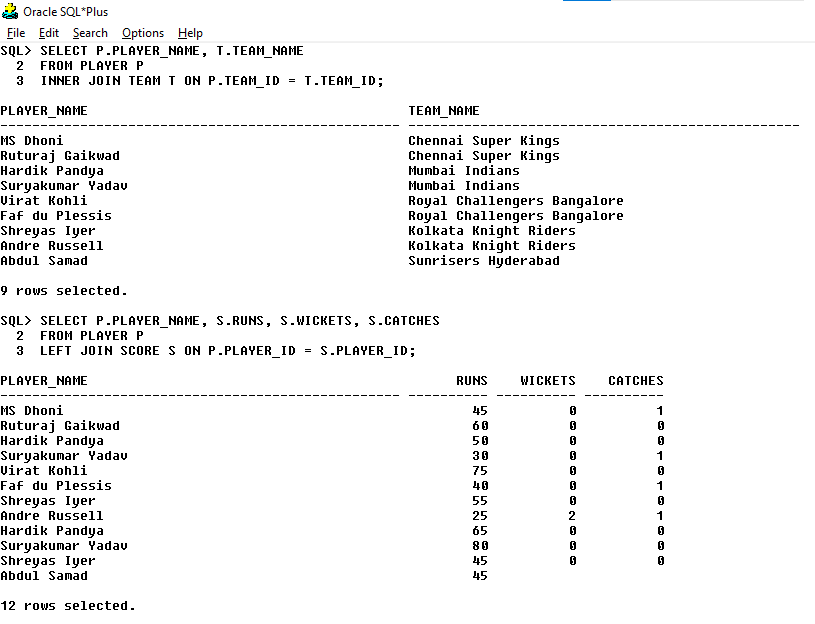 Oracle SQL*Plus
File Edit Search Options Help
SQL> SELECT P.PLAYER_NAME, T.TEAM_NAME
  2  FROM PLAYER P
  3  INNER JOIN TEAM T ON P.TEAM_ID = T.TEAM_ID;
PLAYER_NAME                                        TEAM_NAME
-------------------------------------------------- --------------------------------------------------
MS Dhoni                                           Chennai Super Kings
Ruturaj Gaikwad                                    Chennai Super Kings
Hardik Pandya                                      Mumbai Indians
Suryakumar Yadav                                   Mumbai Indians
Virat Kohli                                        Royal Challengers Bangalore
Faf du Plessis                                     Royal Challengers Bangalore
Shreyas Iyer                                       Kolkata Knight Riders
Andre Russell                                      Kolkata Knight Riders
Abdul Samad                                        Sunrisers Hyderabad
9 rows selected.
SQL> SELECT P.PLAYER_NAME, S.RUNS, S.WICKETS, S.CATCHES
  2  FROM PLAYER P
  3  LEFT JOIN SCORE S ON P.PLAYER_ID = S.PLAYER_ID;
PLAYER_NAME                                              RUNS    WICKETS    CATCHES
-------------------------------------------------- ---------- ---------- ----------
MS Dhoni                                                   45          0          1
Ruturaj Gaikwad                                            60          0          0
Hardik Pandya                                              50          0          0
Suryakumar Yadav                                           30          0          1
Virat Kohli                                                75          0          0
Faf du Plessis                                             40          0          1
Shreyas Iyer                                               55          0          0
Andre Russell                                              25          2          1
Hardik Pandya                                              65          0          0
Suryakumar Yadav                                           80          0          0
Shreyas Iyer                                               45          0          0
Abdul Samad                                                45
12 rows selected.